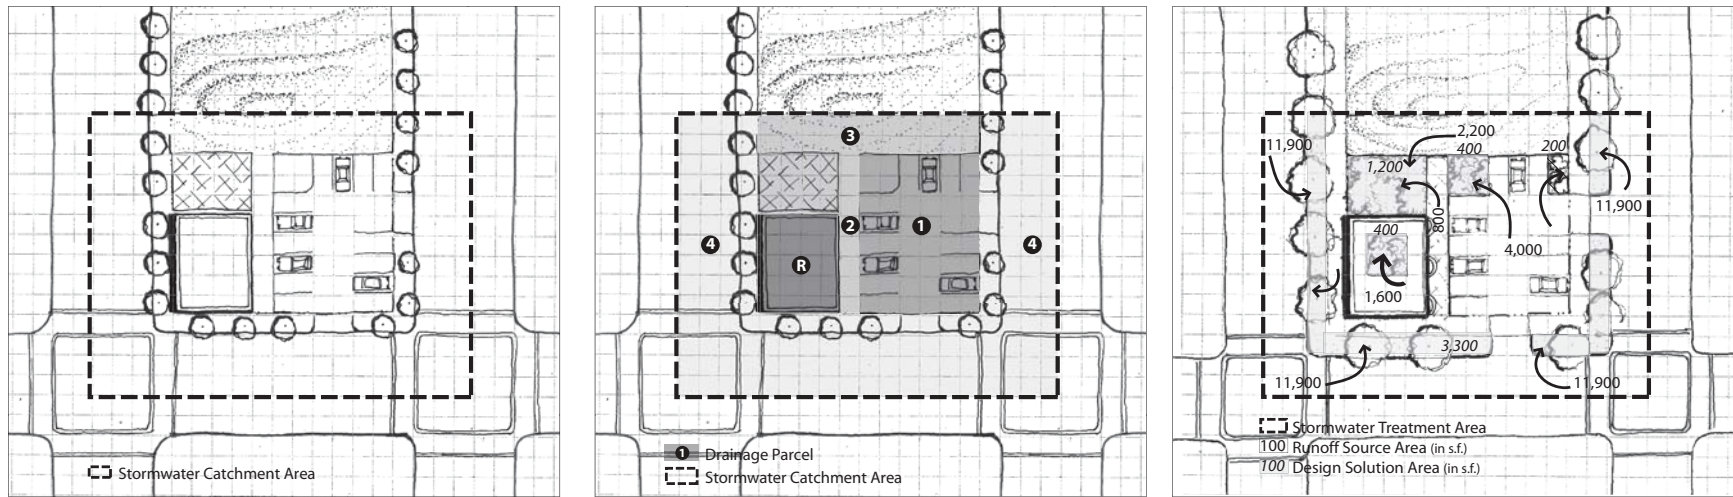 Stormwater Catchment Area
3
2
1
4
4
R
1 Drainage Parcel
Stormwater Catchment Area
11,900
2,200
400
200
1,200
11,900
800
400
4,000
1,600
3,300
11,900
11,900
Stormwater Treatment Area
100 Runoff Source Area (in s.f.)
100 Design Solution Area (in s.f.)